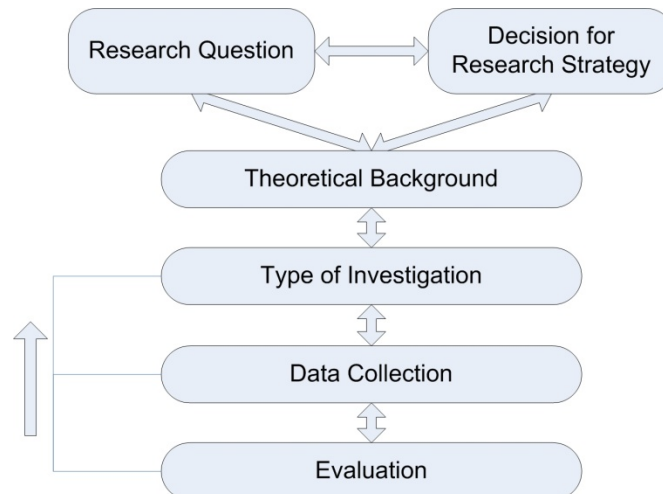 Research Question
Decision for
Research Strategy
Theoretical Background
Type of Investigation
Data Collection
Evaluation